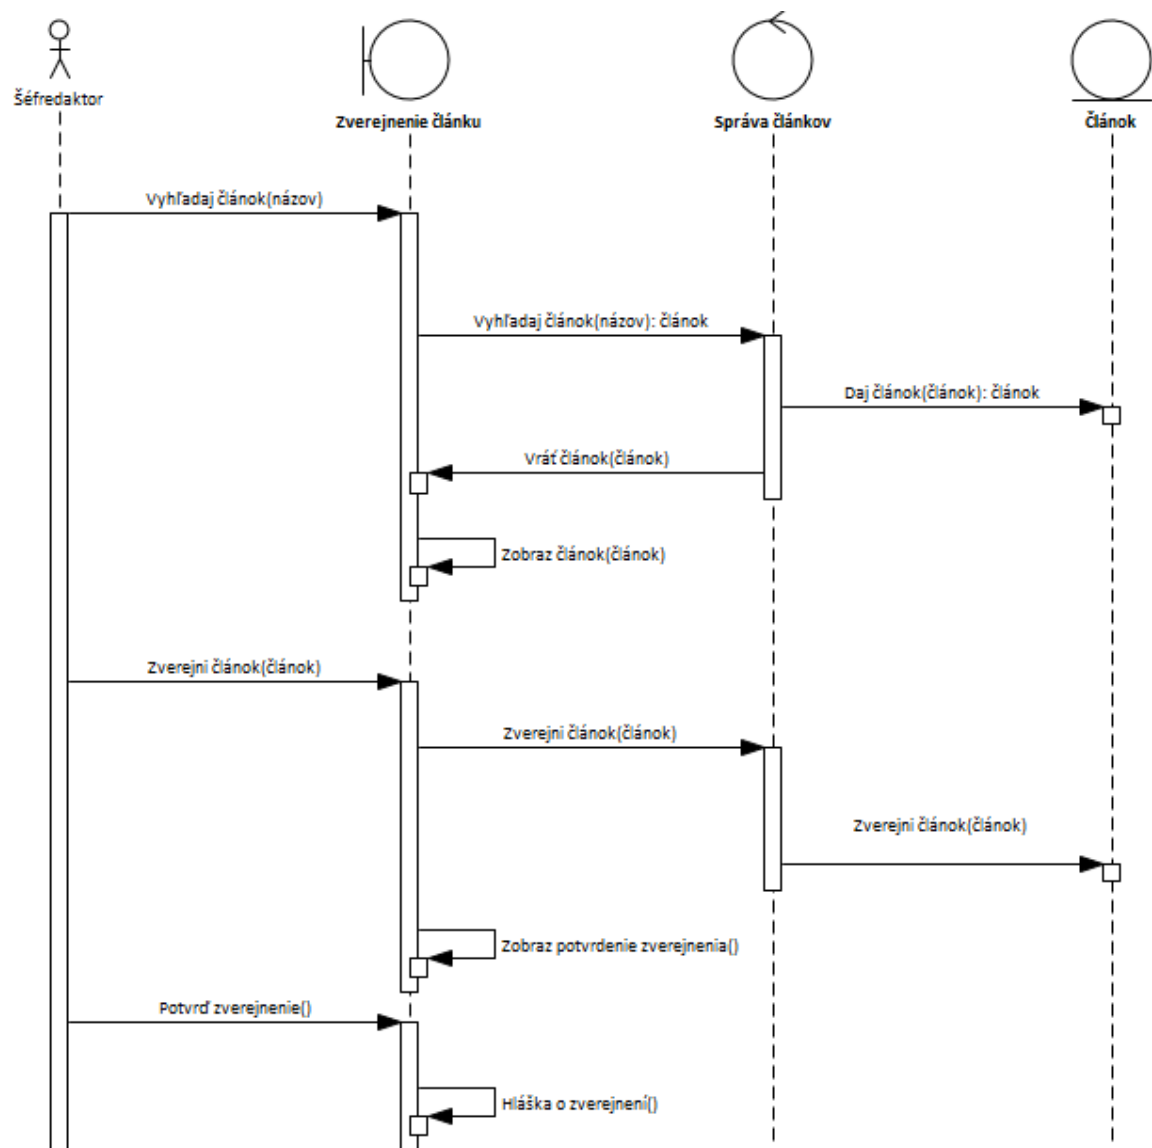 Šéfredaktor
Zverejnenie článku
Správa článkov
Článok
Vyhľadaj článok(názov)
Vyhľadaj článok(názov): článok
Daj článok(článok): článok
Vráť článok(článok)
Zobraz článok(článok)
Zverejni článok(článok)
Zverejni článok(článok)
Zverejni článok(článok)
Zobraz potvrdenie zverejnenia()
Potvrď zverejnenie()
Hláška o zverejnení()